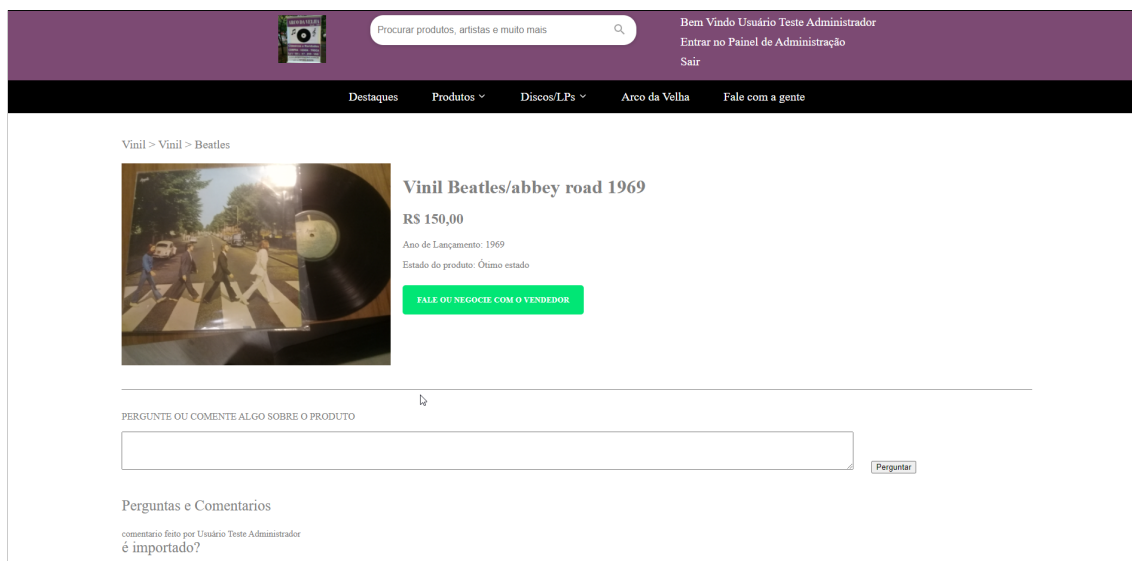 ARCO DA VELHA
Procurar produtos, artistas e muito mais
Bem Vindo Usuário Teste Administrador
Entrar no Painel de Administração
Sair
Destaques Produtos Discos/LPs Arco da Velha Fale com a gente
Vinil > Vinil > Beatles
Vinil Beatles/abbey road 1969
R$ 150,00
Ano de Lançamento: 1969
Estado do produto: Ótimo estado
FALE OU NEGOCIE COM O VENDEDOR
PERGUNTE OU COMENTE ALGO SOBRE O PRODUTO
Perguntar
Perguntas e Comentarios
comentario feito por Usuário Teste Administrador
é importado?